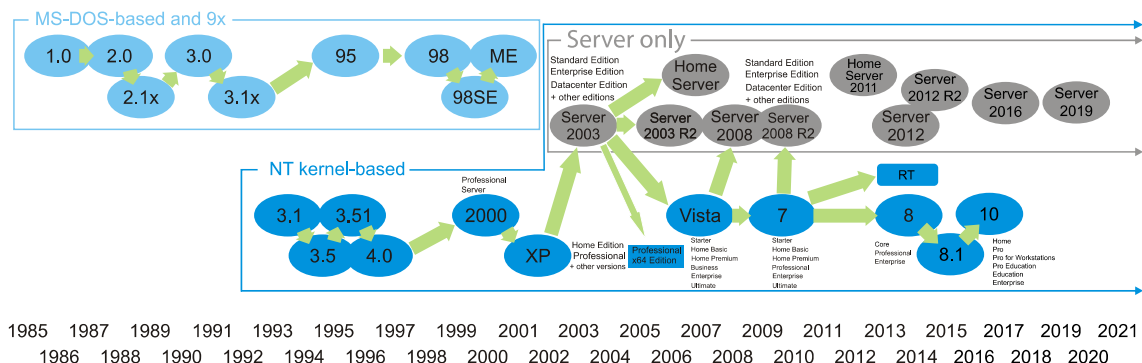 MS-DOS-based and 9x
1.0
2.0
3.0
95
98
ME
2.1x
3.1x
98SE
Server only
Standard Edition
Enterprise Edition
Datacenter Edition
+ other editions
Home
Server
Standard Edition
Enterprise Edition
Datacenter Edition
+ other editions
Home
Server
2011
Server
2012 R2
Server
2016
Server
2019
Server
2003
Server
2003 R2
Server
2008
Server
2008 R2
Server
2012
NT kernel-based
Professional
Server
RT
3.1
3.51
2000
Vista
7
8
10
3.5
4.0
XP
Home Edition
Professional
+ other versions
Professional
x64 Edition
Starter
Home Basic
Home Premium
Business
Enterprise
Ultimate
Starter
Home Basic
Home Premium
Professional
Enterprise
Ultimate
Core
Professional
Enterprise
8.1
Home
Pro
Pro for Workstations
Pro Education
Education
Enterprise
1985 1987 1989 1991 1993 1995 1997 1999 2001 2003 2005 2007 2009 2011 2013 2015 2017 2019 2021
1986 1988 1990 1992 1994 1996 1998 2000 2002 2004 2006 2008 2010 2012 2014 2016 2018 2020